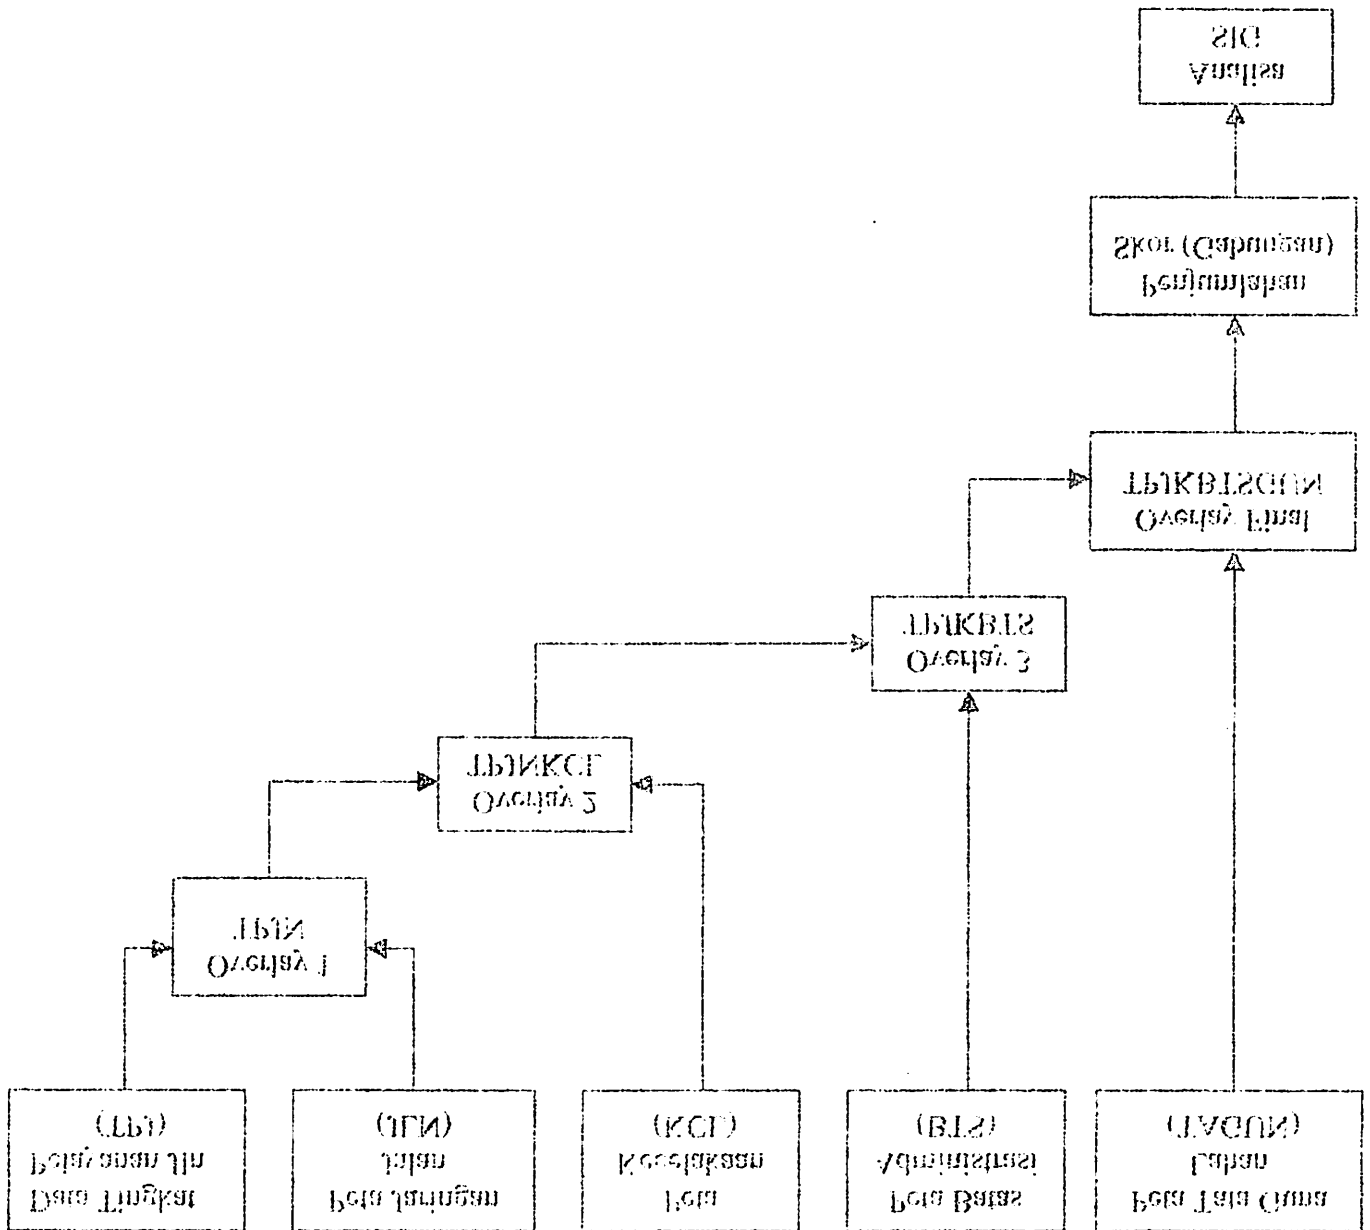 Data Tingkat
Pelayanan Jln
(TPJ)
Peta Jaringan
Jalan
(JLN)
Peta
Kecelakaan
(KCL)
Peta Batas
Administrasi
(BTS)
Peta Tata Guna
Lahan
(TAGUN)
Overlay 1
TPJN
Overlay 2
TPJNKCL
Overlay 3
TPJKBTS
Overlay Final
TPJKBTSGUN
Penjumlahan
Skor (Gabungan)
Analisa
SIG